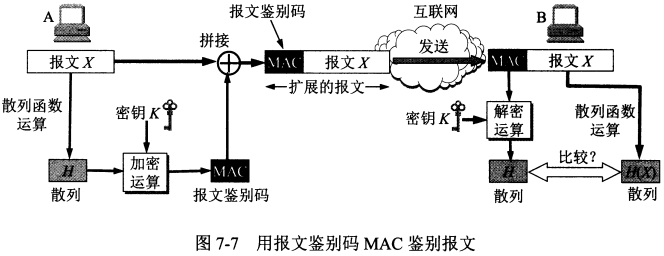 A
报文 X
散列函数
运算
H
散列
密钥 K
加密
运算
拼接
MAC
报文鉴别码
报文鉴别码
MAC 报文 X
扩展的报文
互联网
发送
B
MAC 报文 X
密钥 K
解密
运算
H
散列
比较?
散列函数
运算
H(X)
散列
图 7-7 用报文鉴别码 MAC 鉴别报文